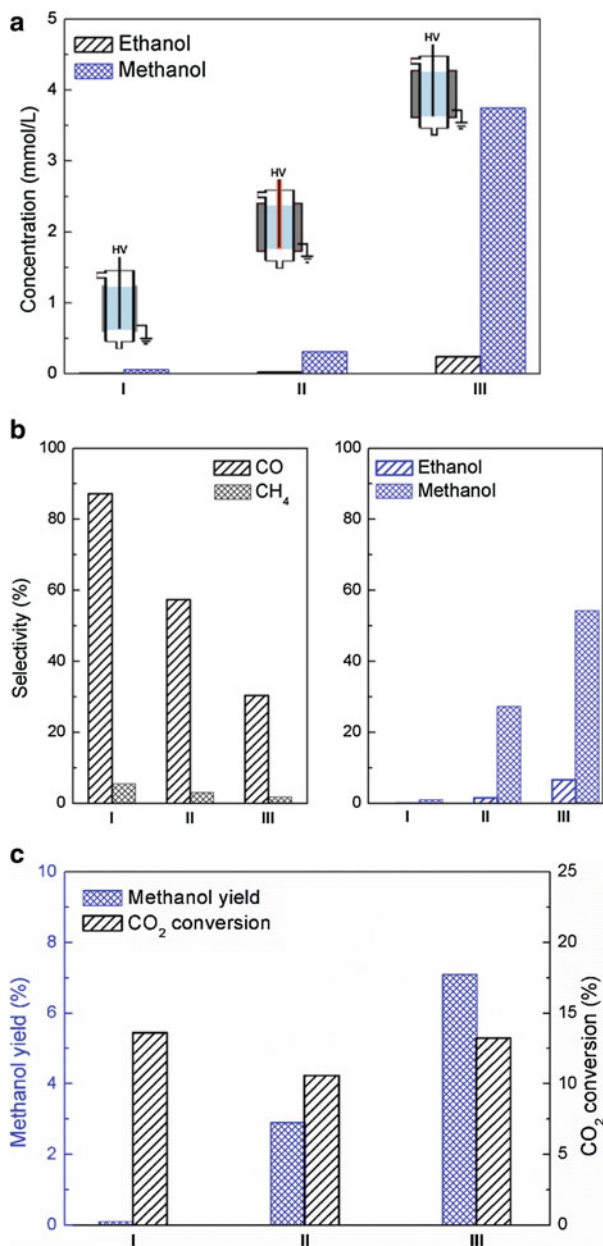 a
Ethanol
Methanol
HV
HV
HV
Concentration (mmol/L)
5
4
3
2
1
0
I II III
b
CO
CH4
Ethanol
Methanol
Selectivity (%)
100
80
60
40
20
0
I II III
100
80
60
40
20
0
I II III
c
Methanol yield
CO2 conversion
Methanol yield (%)
10
8
6
4
2
0
CO2 conversion (%)
25
20
15
10
5
0
I II III